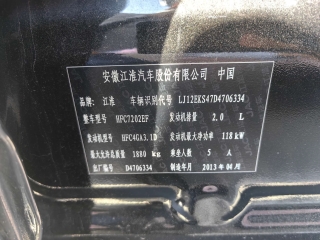 安徽江淮汽车股份有限公司 中国
品牌 江淮 车辆识别代号 LJ12EKS47D4706334
整车型号 HFC7202EF 发动机排量 2.0 L
发动机型号 HFC4GA3.1D 发动机最大净功率 118 kW
最大允许总质量 1880 kg 乘坐人数 5 人
出厂编号 D4706334 制造年月 2013 年 04 月